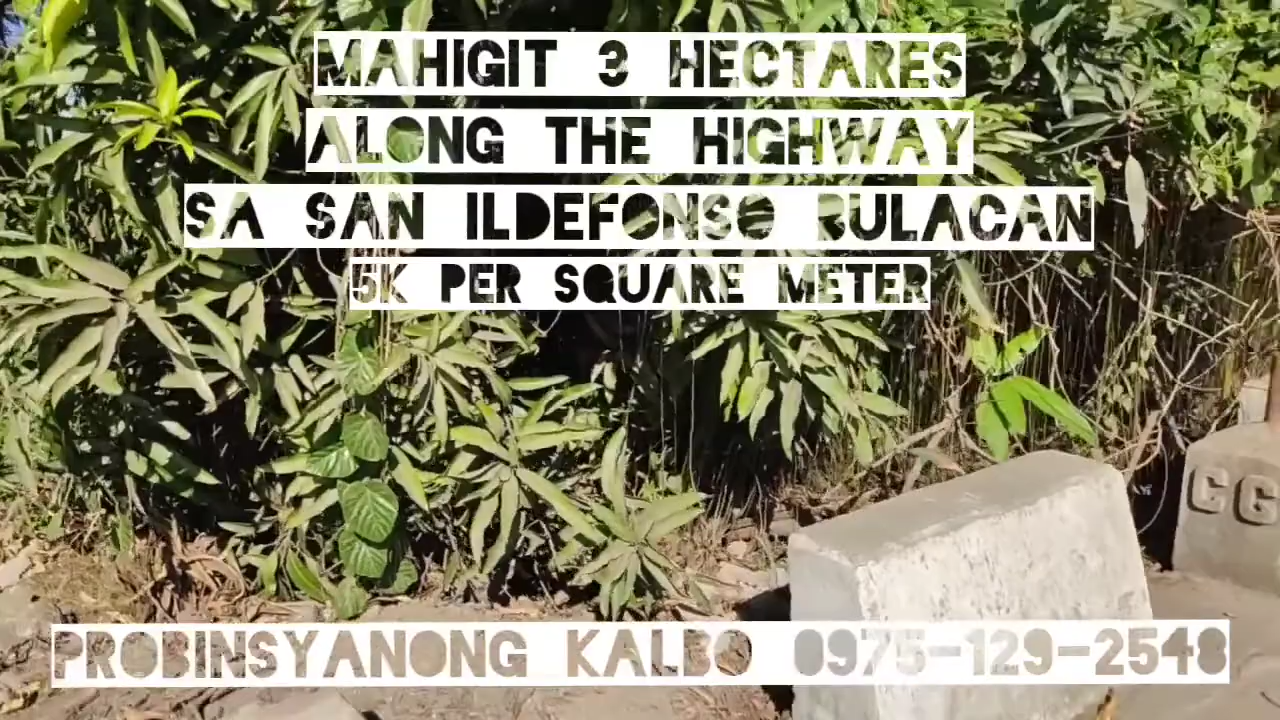 MAHIGIT 3 HECTARES
ALONG THE HIGHWAY
SA SAN ILDEFONSO BULACAN
5K PER SQUARE METER
CG
PROBINSYANONG KALBO 0975-129-2548